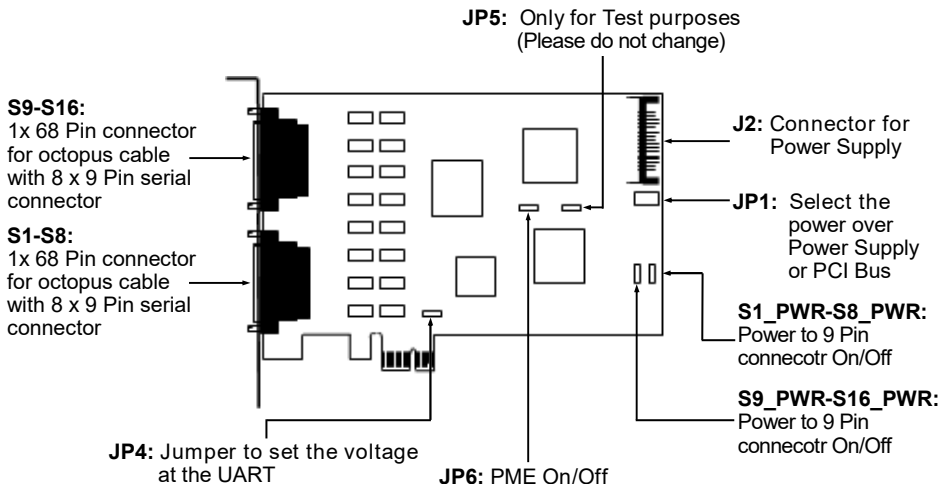 JP5: Only for Test purposes
(Please do not change)
S9-S16:
1x 68 Pin connector
for octopus cable
with 8 x 9 Pin serial
connector
S1-S8:
1x 68 Pin connector
for octopus cable
with 8 x 9 Pin serial
connector
J2: Connector for
Power Supply
JP1: Select the
power over
Power Supply
or PCI Bus
S1_PWR-S8_PWR:
Power to 9 Pin
connecotr On/Off
S9_PWR-S16_PWR:
Power to 9 Pin
connecotr On/Off
JP4: Jumper to set the voltage
at the UART
JP6: PME On/Off